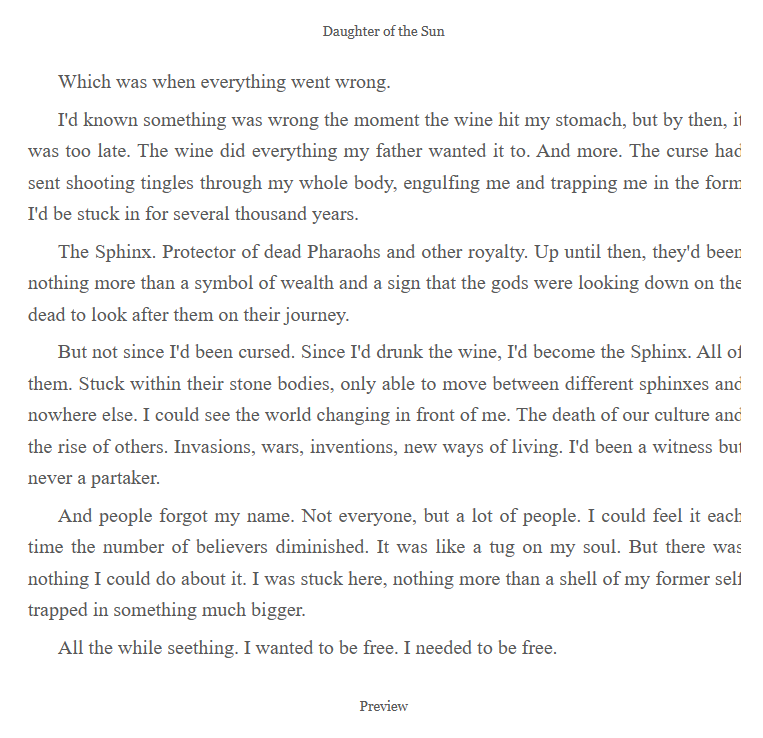 Daughter of the Sun
Which was when everything went wrong.
I'd known something was wrong the moment the wine hit my stomach, but by then, it
was too late. The wine did everything my father wanted it to. And more. The curse had
sent shooting tingles through my whole body, engulfing me and trapping me in the form
I'd be stuck in for several thousand years.
The Sphinx. Protector of dead Pharaohs and other royalty. Up until then, they'd been
nothing more than a symbol of wealth and a sign that the gods were looking down on the
dead to look after them on their journey.
But not since I'd been cursed. Since I'd drunk the wine, I'd become the Sphinx. All of
them. Stuck within their stone bodies, only able to move between different sphinxes and
nowhere else. I could see the world changing in front of me. The death of our culture and
the rise of others. Invasions, wars, inventions, new ways of living. I'd been a witness but
never a partaker.
And people forgot my name. Not everyone, but a lot of people. I could feel it each
time the number of believers diminished. It was like a tug on my soul. But there was
nothing I could do about it. I was stuck here, nothing more than a shell of my former self
trapped in something much bigger.
All the while seething. I wanted to be free. I needed to be free.
Preview